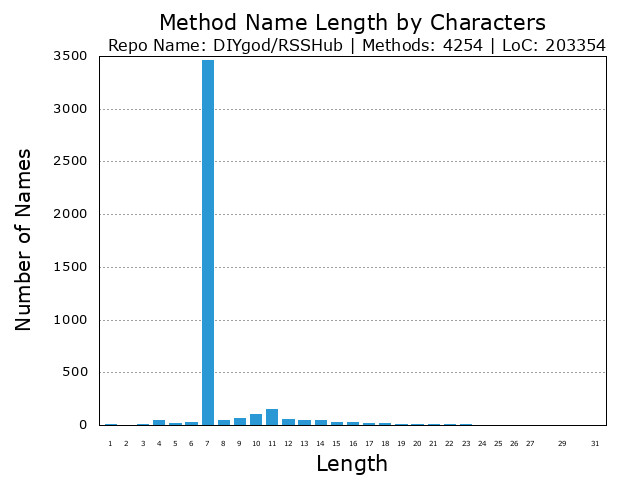 Method Name Length by Characters
Repo Name: DIYgod/RSSHub | Methods: 4254 | LoC: 203354
3500
3000
2500
2000
1500
1000
500
0
Number of Names
1 2 3 4 5 6 7 8 9 10 11 12 13 14 15 16 17 18 19 20 21 22 23 24 25 26 27 29 31
Length